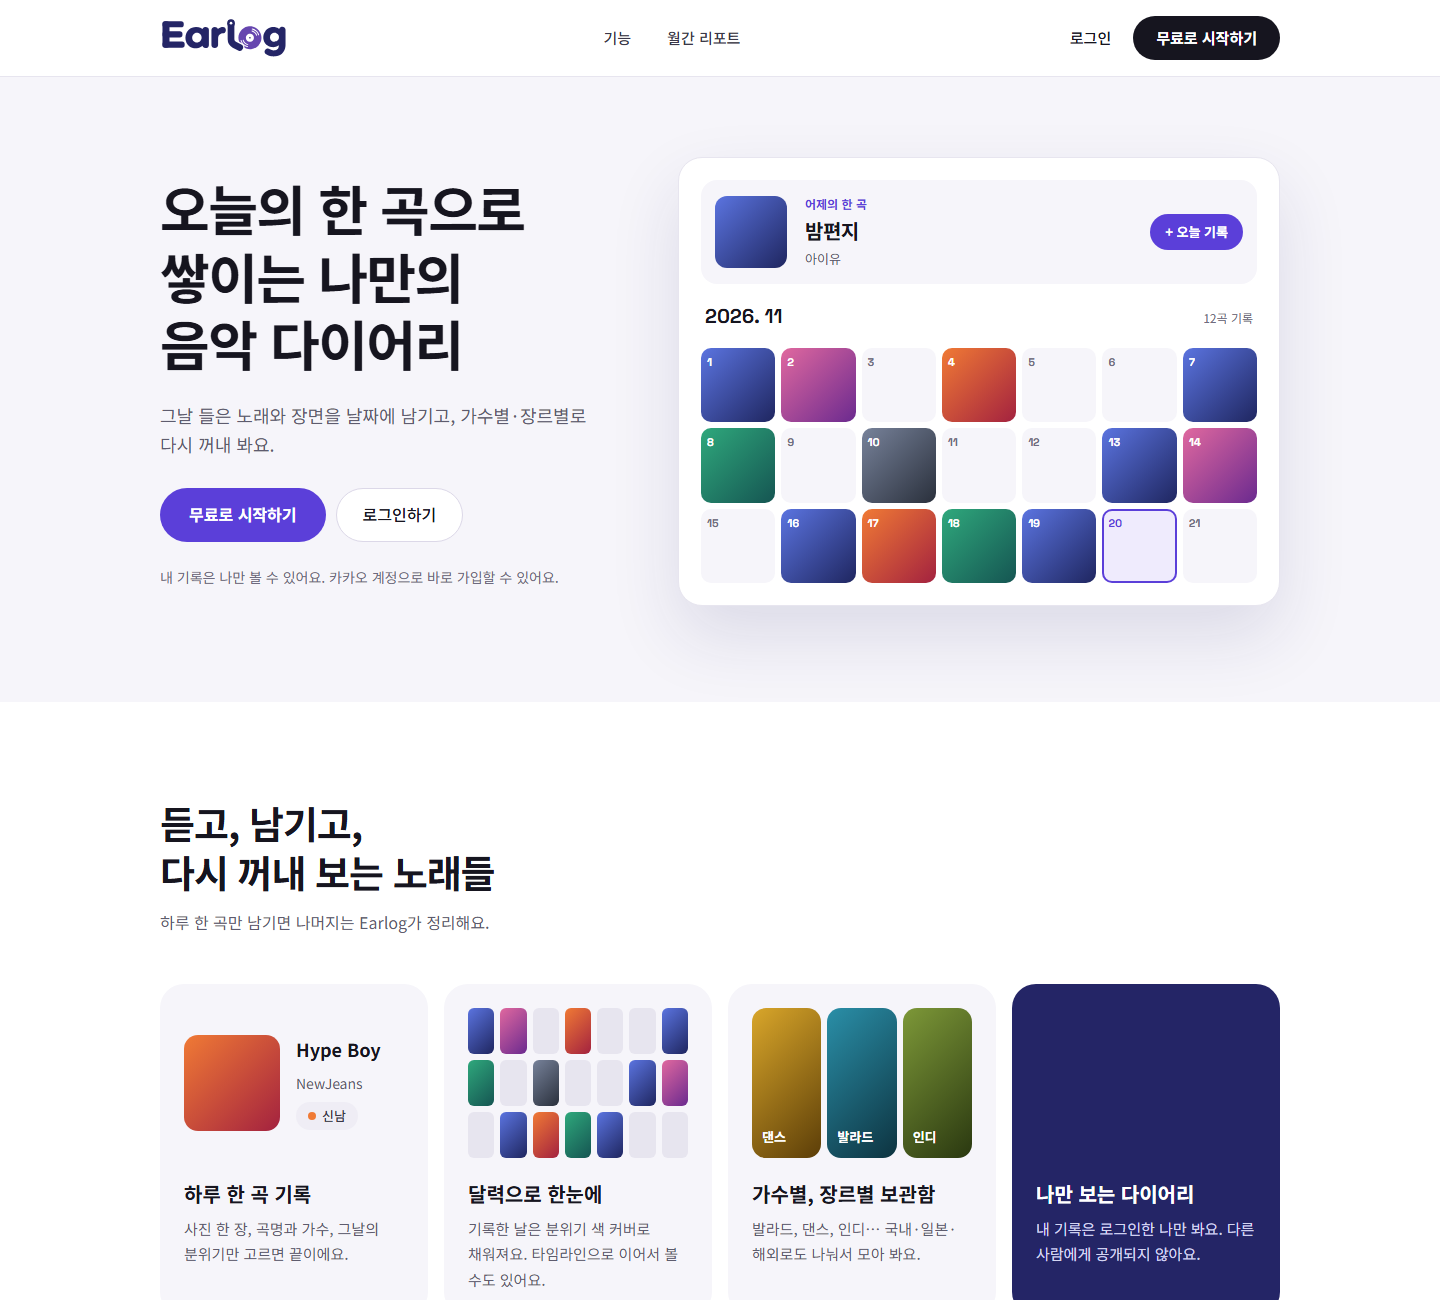 Earlog
기능
월간 리포트
로그인
무료로 시작하기
오늘의 한 곡으로
쌓이는 나만의
음악 다이어리
그날 들은 노래와 장면을 날짜에 남기고, 가수별·장르별로
다시 꺼내 봐요.
무료로 시작하기
로그인하기
내 기록은 나만 볼 수 있어요. 카카오 계정으로 바로 가입할 수 있어요.
어제의 한 곡
밤편지
아이유
+ 오늘 기록
2026. 11
12곡 기록
1 2 3 4 5 6 7
8 9 10 11 12 13 14
15 16 17 18 19 20 21
듣고, 남기고,
다시 꺼내 보는 노래들
하루 한 곡만 남기면 나머지는 Earlog가 정리해요.
Hype Boy
NewJeans
신남
하루 한 곡 기록
사진 한 장, 곡명과 가수, 그날의
분위기만 고르면 끝이에요.
달력으로 한눈에
기록한 날은 분위기 색 커버로
채워져요. 타임라인으로 이어서 볼
수도 있어요.
댄스
발라드
인디
가수별, 장르별 보관함
발라드, 댄스, 인디… 국내·일본·
해외로도 나눠서 모아 봐요.
나만 보는 다이어리
내 기록은 로그인한 나만 봐요. 다른
사람에게 공개되지 않아요.